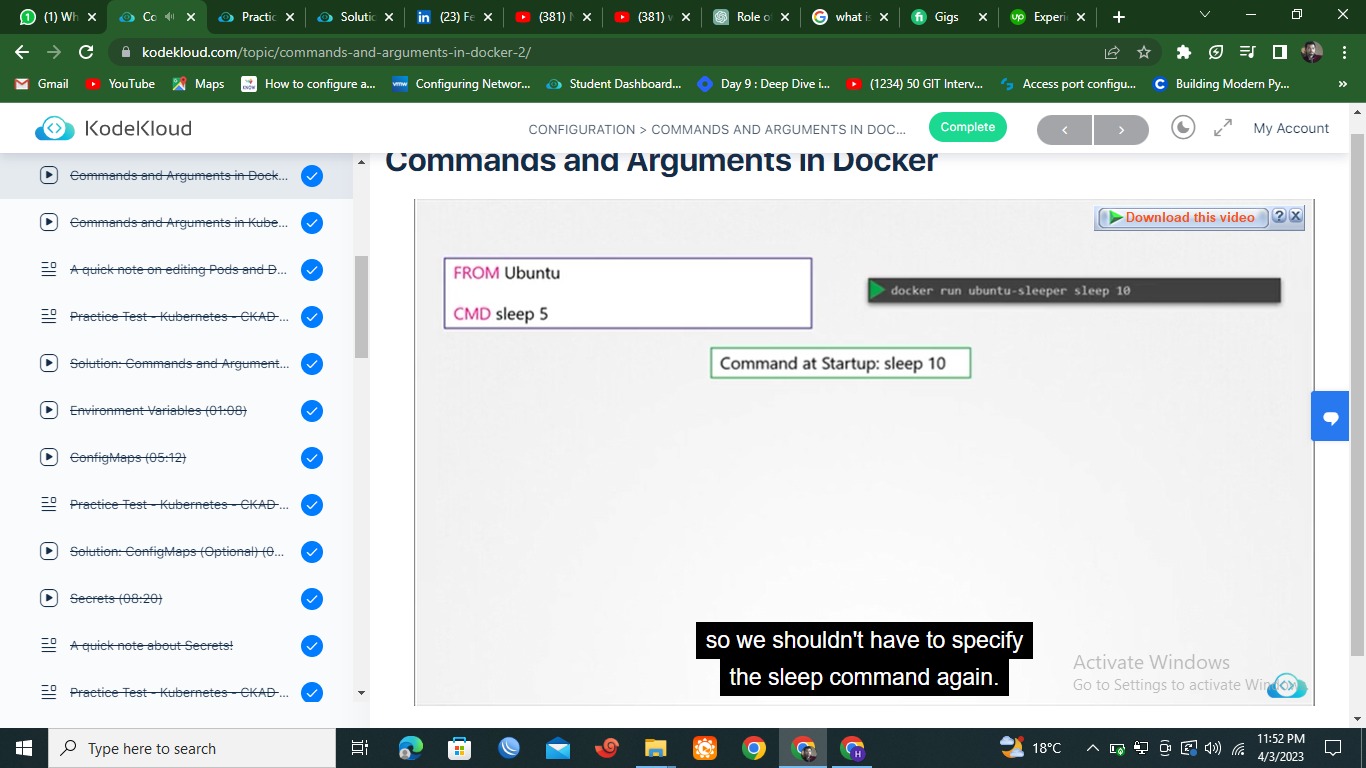 (1) Wh
Co
Practic
Solutic
(23) Fe
(381) N
(381) v
Role o
what is
Gigs
Experi
kodekloud.com/topic/commands-and-arguments-in-docker-2/
Gmail
YouTube
Maps
How to configure a...
Configuring Networ...
Student Dashboard...
Day 9 : Deep Dive i...
(1234) 50 GIT Interv...
Access port configu...
Building Modern Py...
»
KodeKloud
CONFIGURATION > COMMANDS AND ARGUMENTS IN DOC...
Complete
My Account
Commands and Arguments in Dock...
Commands and Arguments in Kube...
A quick note on editing Pods and D...
Practice Test - Kubernetes - CKAD ...
Solution: Commands and Argument...
Environment Variables (01:08)
ConfigMaps (05:12)
Practice Test - Kubernetes - CKAD ...
Solution: ConfigMaps (Optional) (0...
Secrets (08:20)
A quick note about Secrets!
Practice Test - Kubernetes - CKAD ...
Commands and Arguments in Docker
Download this video
FROM Ubuntu
CMD sleep 5
docker run ubuntu-sleeper sleep 10
Command at Startup: sleep 10
so we shouldn't have to specify
the sleep command again.
Activate Windows
Go to Settings to activate Windows.
Type here to search
18°C
11:52 PM
4/3/2023